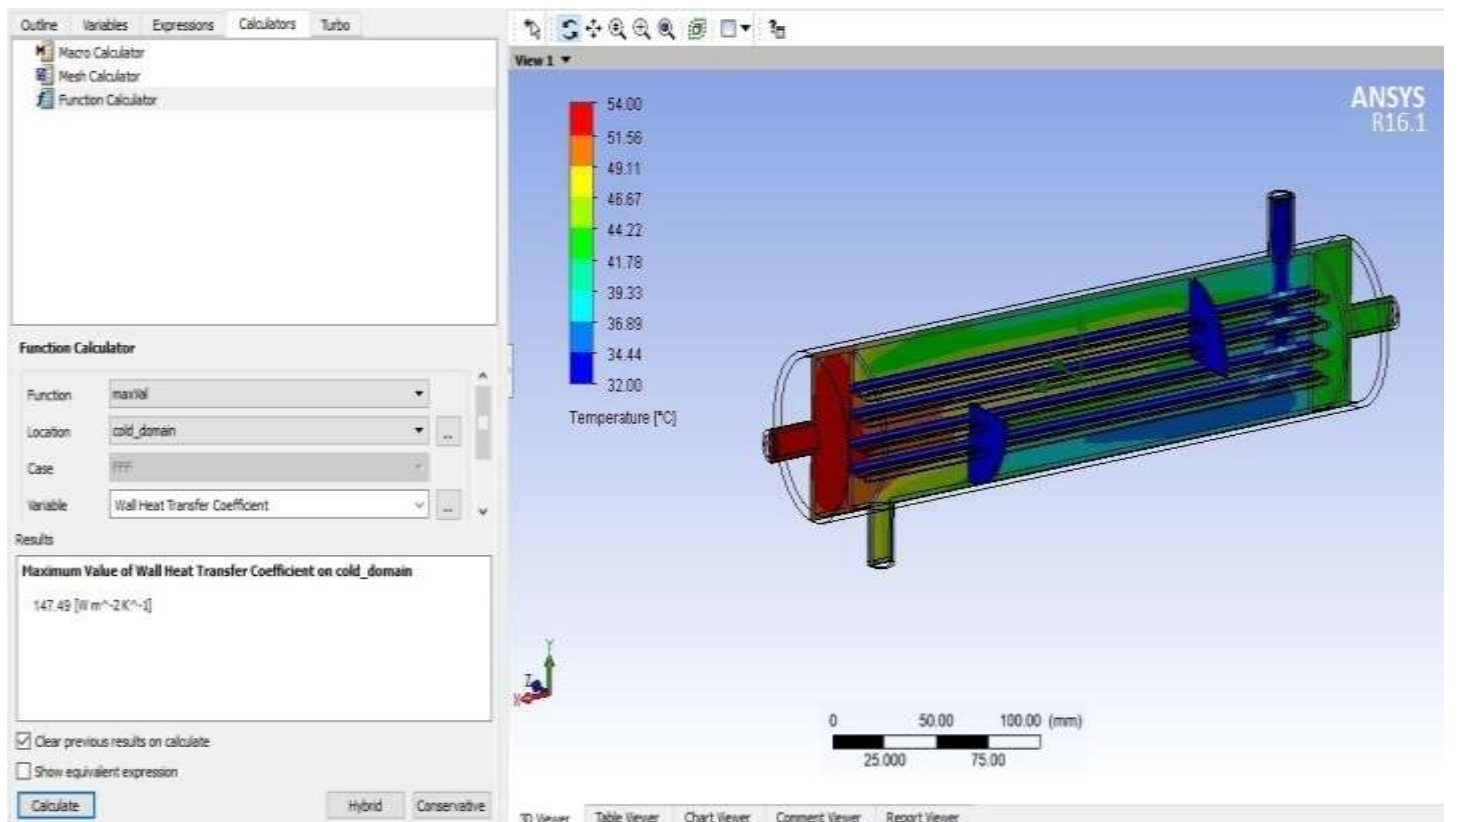 Outline Variables Expressions Calculators Turbo
Macro Calculator
Mesh Calculator
Function Calculator
Function Calculator
Function maxVal
Location cold_domain ...
Case FFF
Variable Wall Heat Transfer Coefficient ...
Results
Maximum Value of Wall Heat Transfer Coefficient on cold_domain
147.49 [W m^-2 K^-1]
Clear previous results on calculate
Show equivalent expression
Calculate Hybrid Conservative
View 1
ANSYS
R16.1
54.00
51.56
49.11
46.67
44.22
41.78
39.33
36.89
34.44
32.00
Temperature [°C]
Y
Z
X
0 50.00 100.00 (mm)
25.000 75.00
3D Viewer Table Viewer Chart Viewer Comment Viewer Report Viewer